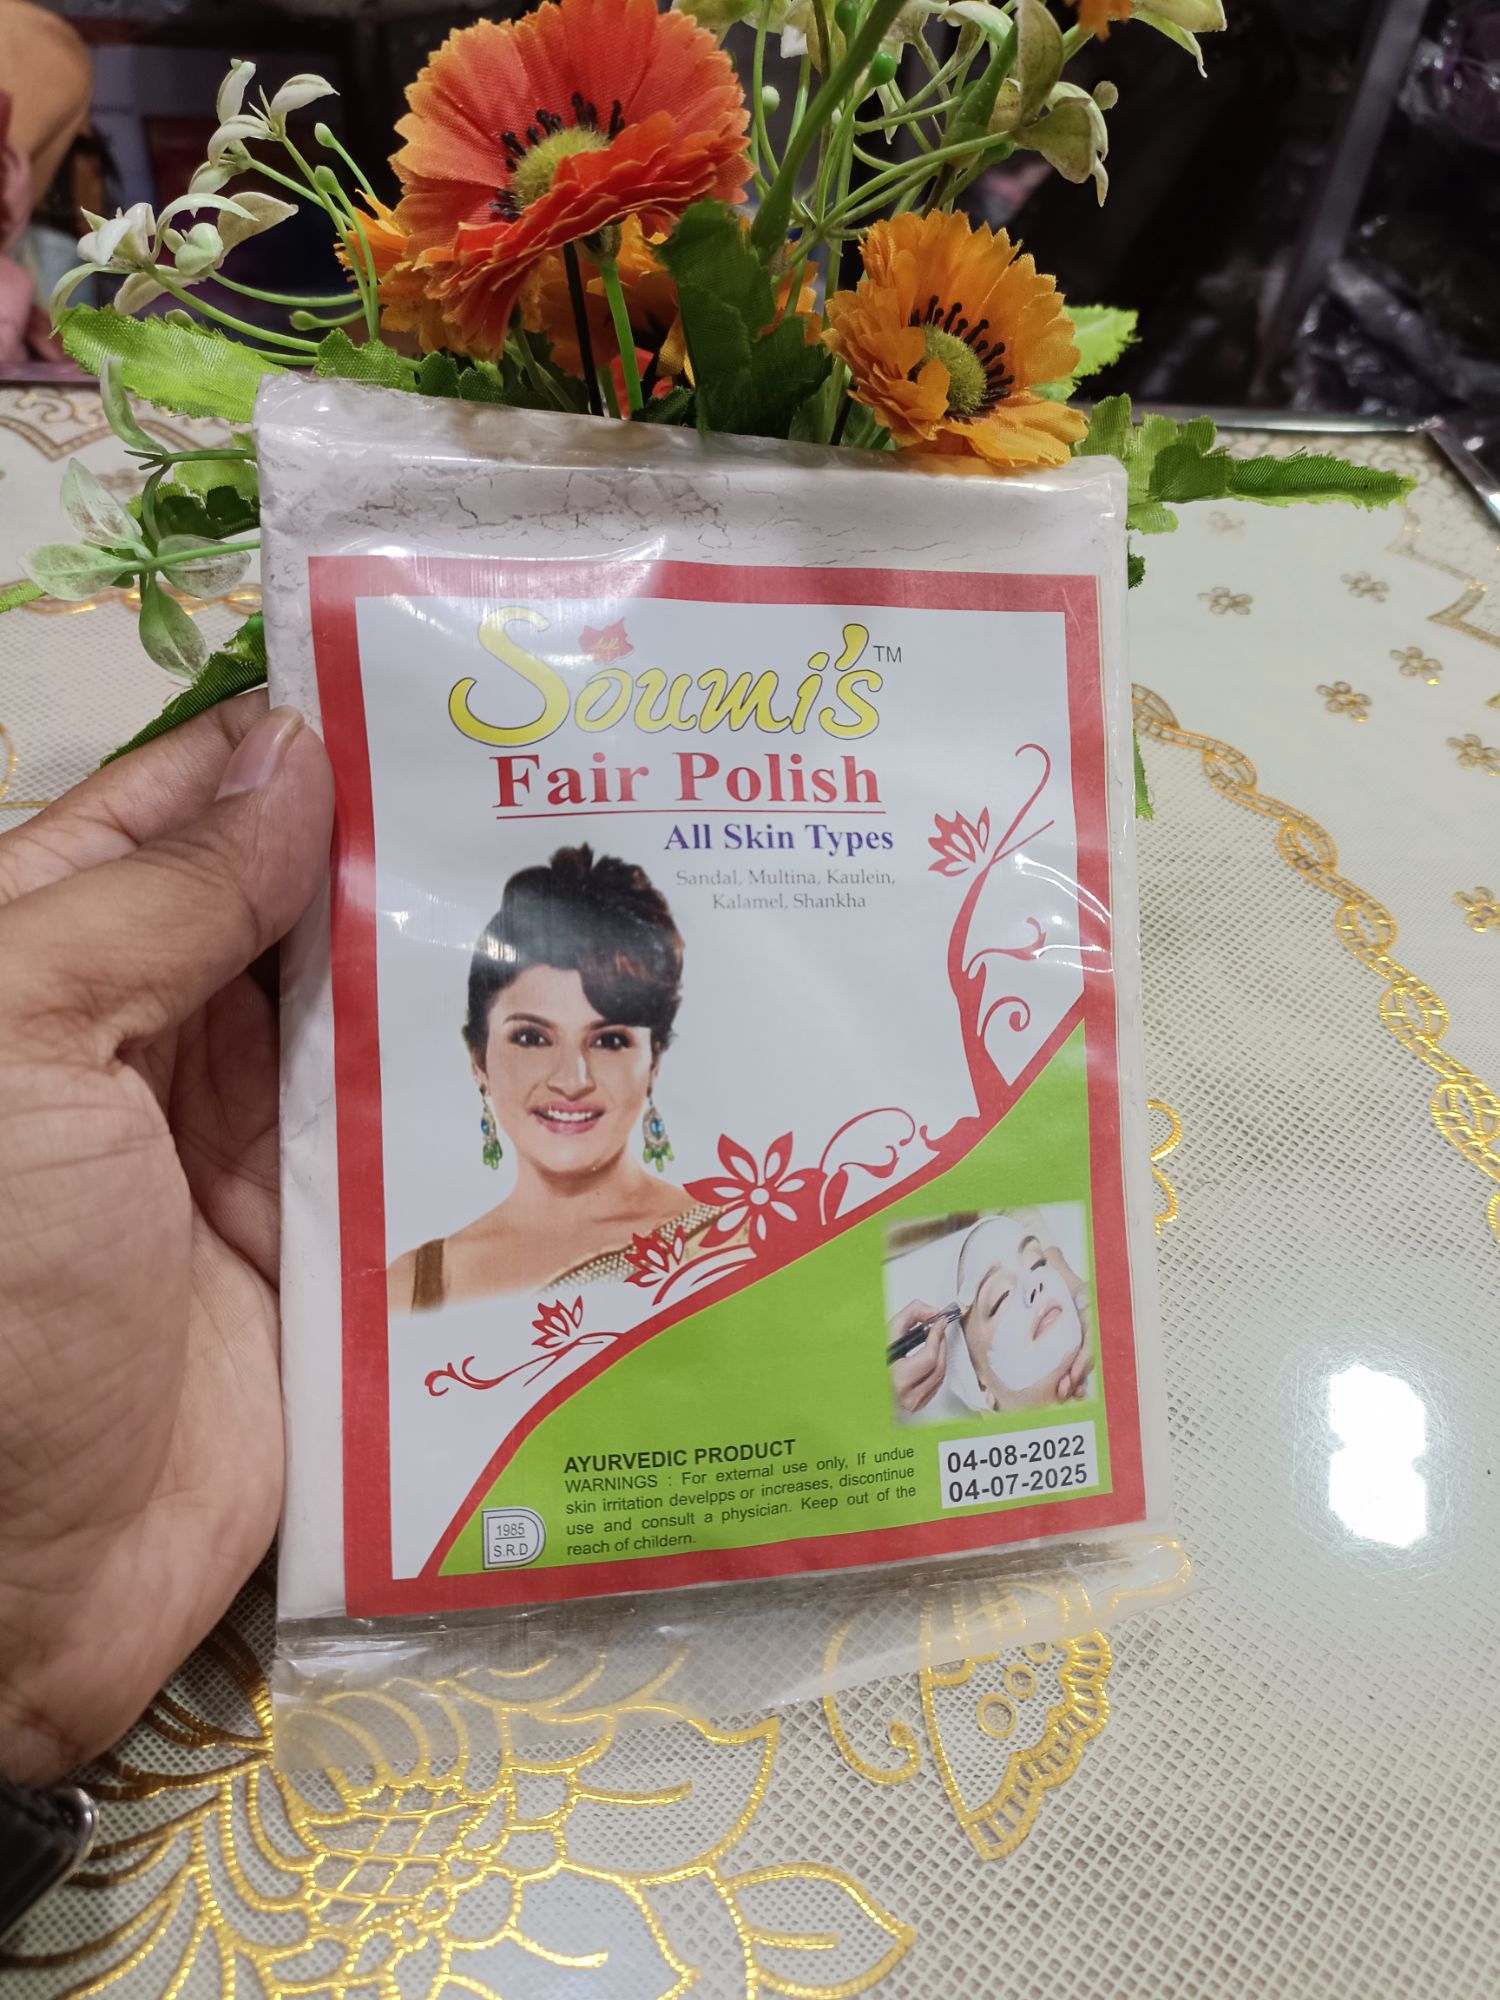 Soumi's TM
Fair Polish
All Skin Types
Sandal, Multina, Kaulein,
Kalamel, Shankha
AYURVEDIC PRODUCT
WARNINGS : For external use only, If undue
skin irritation develpps or increases, discontinue
use and consult a physician. Keep out of the
reach of childern.
04-08-2022
04-07-2025
1985
S.R.D